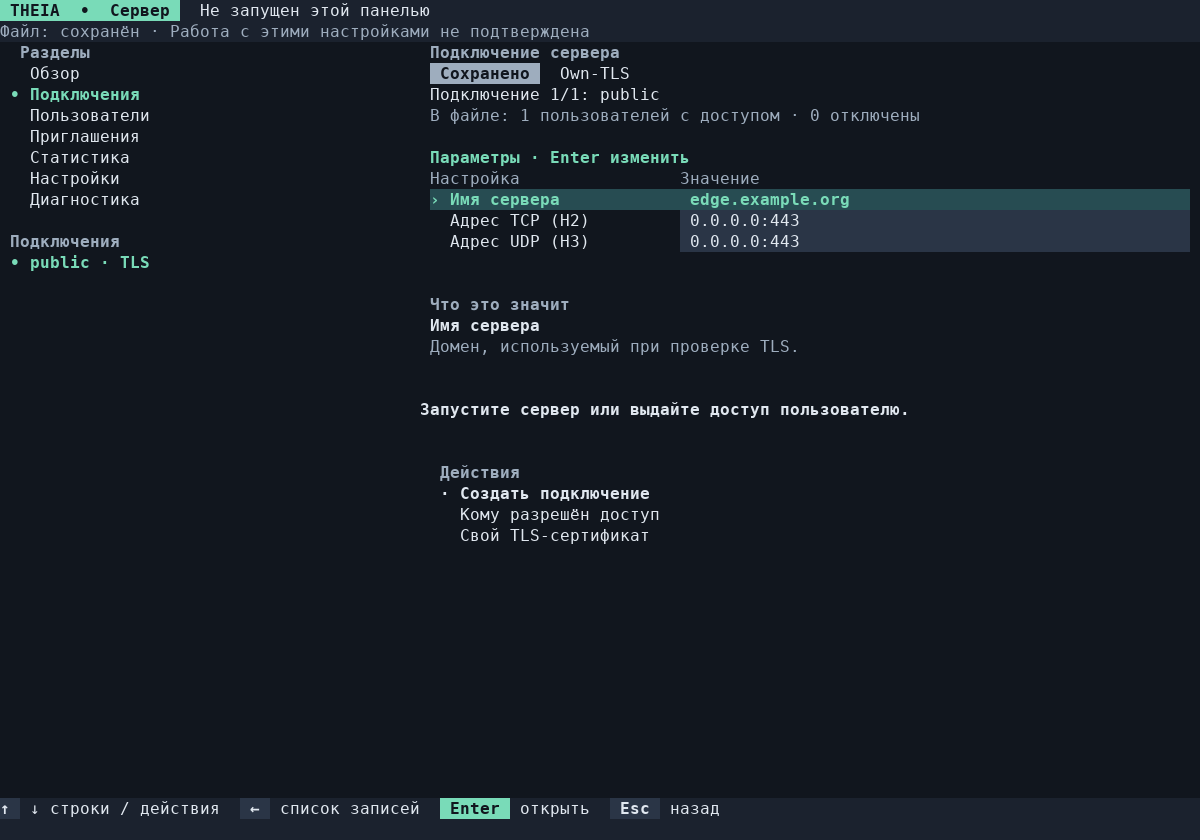 THEIA • Сервер Не запущен этой панелью
Файл: сохранён · Работа с этими настройками не подтверждена
Разделы
Обзор
• Подключения
Пользователи
Приглашения
Статистика
Настройки
Диагностика
Подключения
• public · TLS
Подключение сервера
Сохранено Own-TLS
Подключение 1/1: public
В файле: 1 пользователей с доступом · 0 отключены
Параметры · Enter изменить
Настройка Значение
› Имя сервера edge.example.org
Адрес TCP (H2) 0.0.0.0:443
Адрес UDP (H3) 0.0.0.0:443
Что это значит
Имя сервера
Домен, используемый при проверке TLS.
Запустите сервер или выдайте доступ пользователю.
Действия
· Создать подключение
Кому разрешён доступ
Свой TLS-сертификат
↑ ↓ строки / действия ← список записей Enter открыть Esc назад